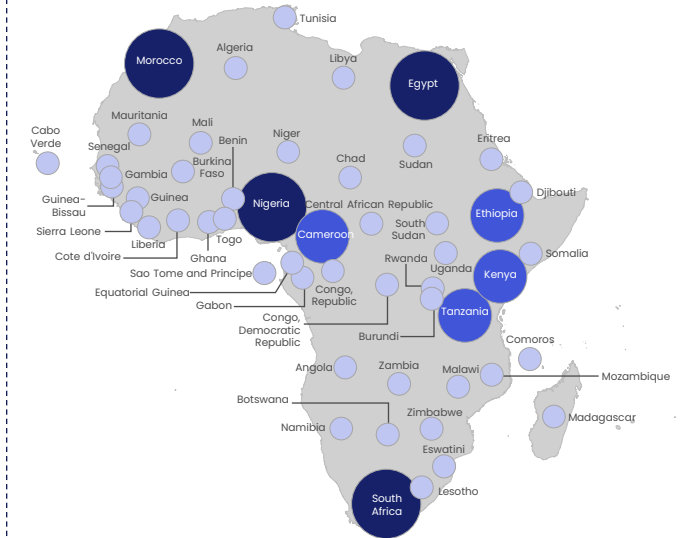 Tunisia
Morocco
Algeria
Libya
Egypt
Mauritania
Mali
Cabo
Verde
Senegal
Benin
Niger
Eritrea
Burkina
Faso
Chad
Sudan
Gambia
Djibouti
Guinea-
Bissau
Guinea
Nigeria
Central African Republic
Ethiopia
Sierra Leone
Liberia
Togo
Cameroon
South
Sudan
Cote d'Ivoire
Ghana
Rwanda
Uganda
Somalia
Sao Tome and Principe
Kenya
Equatorial Guinea
Congo,
Republic
Gabon
Tanzania
Congo,
Democratic
Republic
Burundi
Comoros
Angola
Zambia
Malawi
Mozambique
Botswana
Zimbabwe
Madagascar
Namibia
Eswatini
South
Africa
Lesotho